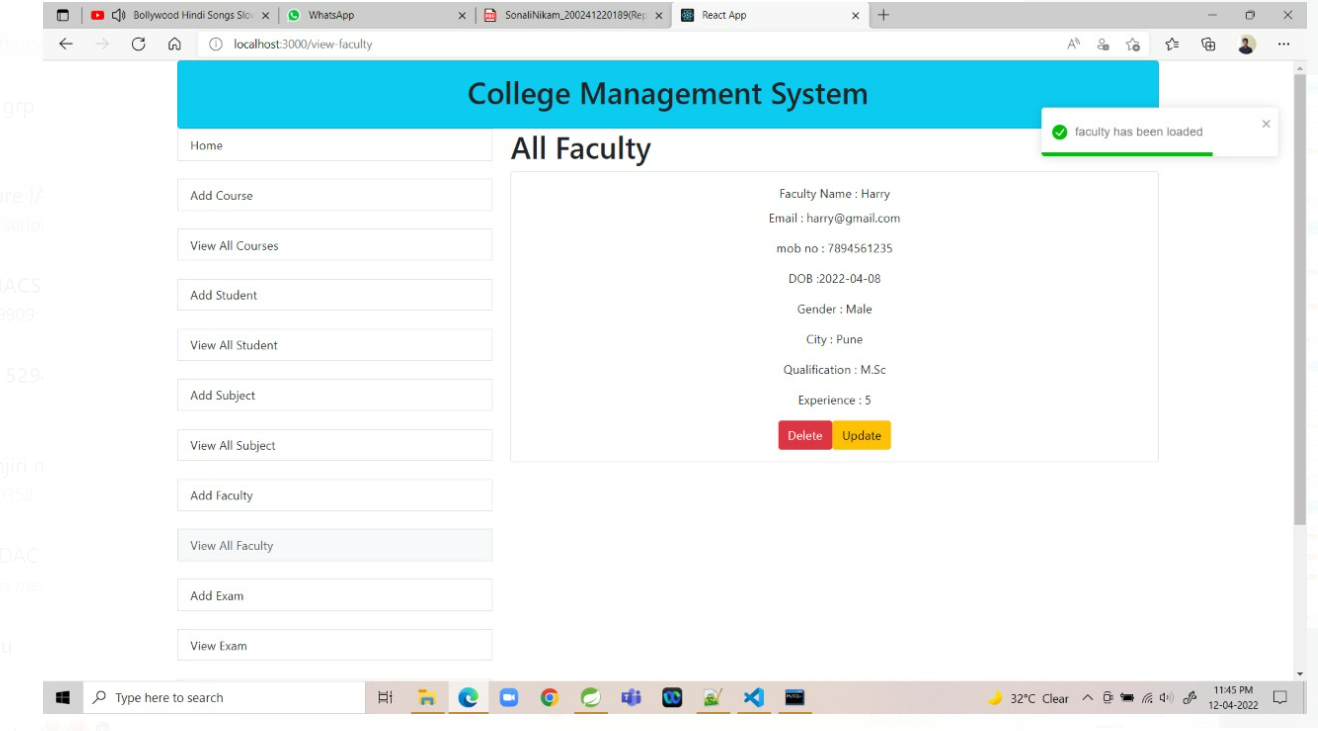 Bollywood Hindi Songs Slo
WhatsApp
SonaliNikam_200241220189(Rep
React App
localhost:3000/view-faculty
College Management System
faculty has been loaded
Home
Add Course
View All Courses
Add Student
View All Student
Add Subject
View All Subject
Add Faculty
View All Faculty
Add Exam
View Exam
All Faculty
Faculty Name : Harry
Email : harry@gmail.com
mob no : 7894561235
DOB :2022-04-08
Gender : Male
City : Pune
Qualification : M.Sc
Experience : 5
Delete Update
Type here to search
32°C Clear
11:45 PM
12-04-2022